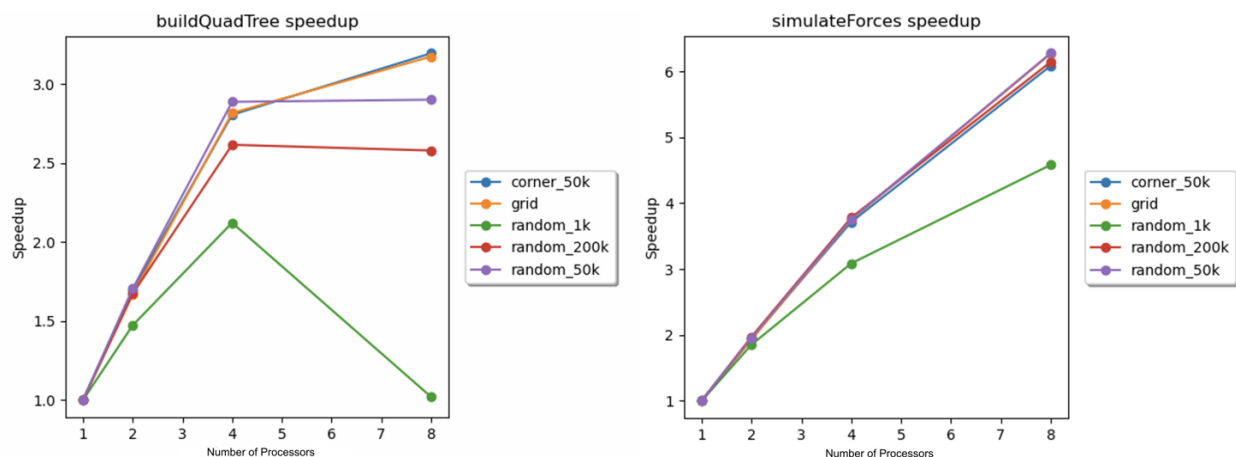 buildQuadTree speedup
Speedup
3.0
2.5
2.0
1.5
1.0
1 2 3 4 5 6 7 8
Number of Processors
corner_50k
grid
random_1k
random_200k
random_50k
simulateForces speedup
Speedup
6
5
4
3
2
1
1 2 3 4 5 6 7 8
Number of Processors
corner_50k
grid
random_1k
random_200k
random_50k